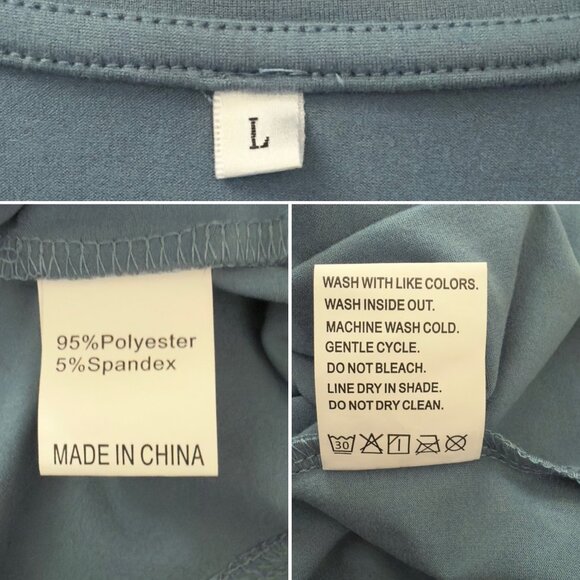 L
95%Polyester
5%Spandex
MADE IN CHINA
WASH WITH LIKE COLORS.
WASH INSIDE OUT.
MACHINE WASH COLD.
GENTLE CYCLE.
DO NOT BLEACH.
LINE DRY IN SHADE.
DO NOT DRY CLEAN.
30